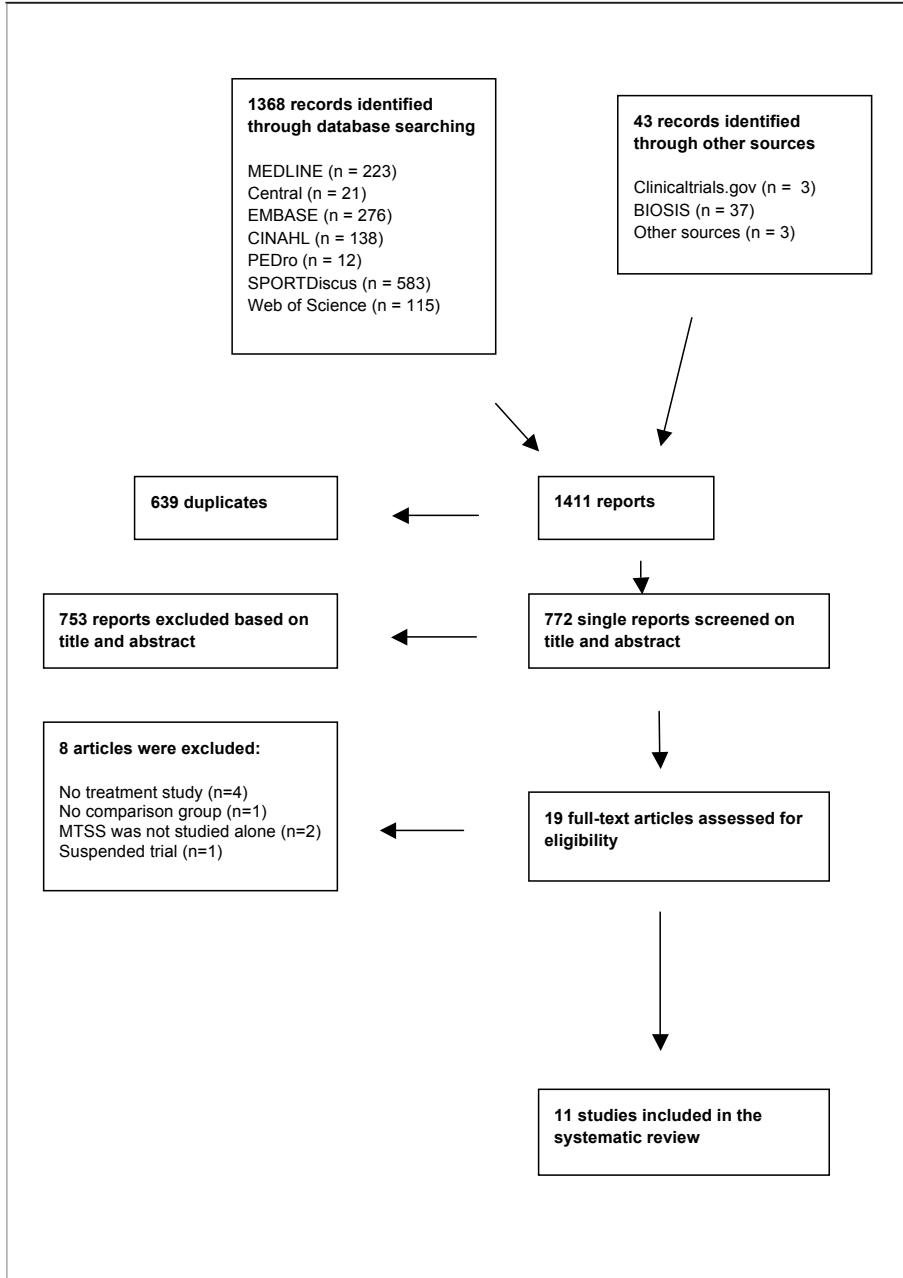 1368 records identified
through database searching
MEDLINE (n = 223)
Central (n = 21)
EMBASE (n = 276)
CINAHL (n = 138)
PEDro (n = 12)
SPORTDiscus (n = 583)
Web of Science (n = 115)
43 records identified
through other sources
Clinicaltrials.gov (n = 3)
BIOSIS (n = 37)
Other sources (n = 3)
639 duplicates
1411 reports
753 reports excluded based on
title and abstract
772 single reports screened on
title and abstract
8 articles were excluded:
No treatment study (n=4)
No comparison group (n=1)
MTSS was not studied alone (n=2)
Suspended trial (n=1)
19 full-text articles assessed for
eligibility
11 studies included in the
systematic review